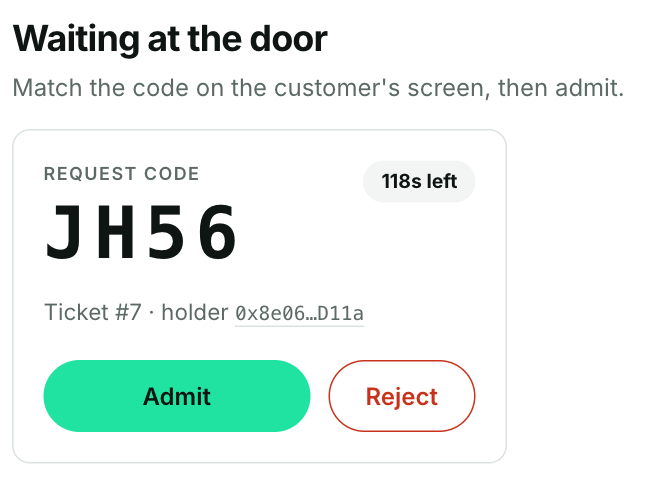 Waiting at the door
Match the code on the customer's screen, then admit.
REQUEST CODE
118s left
JH56
Ticket #7 · holder 0x8e06…D11a
Admit
Reject